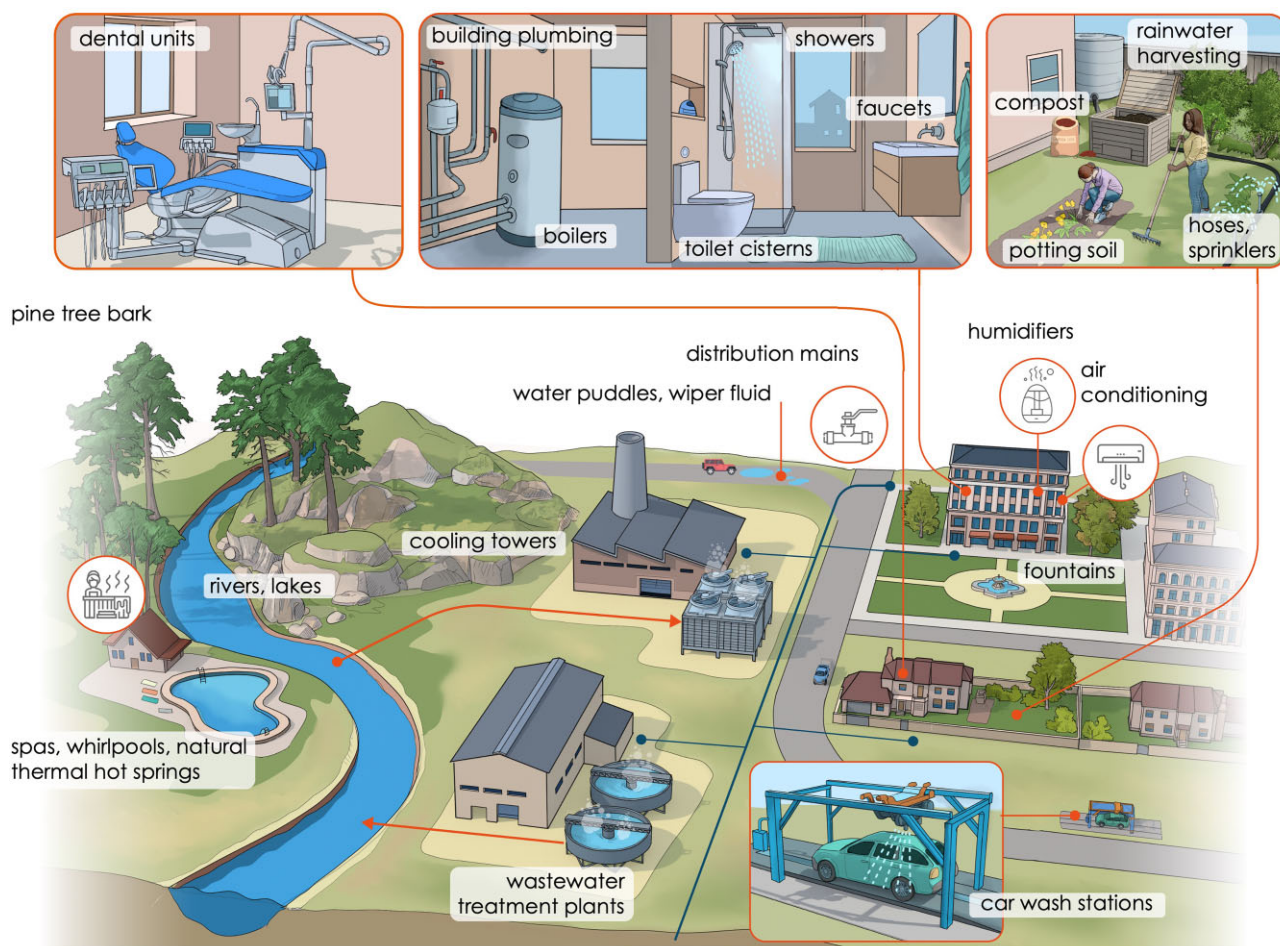 dental units
building plumbing
showers
rainwater
harvesting
faucets
compost
boilers
toilet cisterns
potting soil
hoses,
sprinklers
pine tree bark
humidifiers
distribution mains
air
conditioning
water puddles, wiper fluid
cooling towers
rivers, lakes
fountains
spas, whirlpools, natural
thermal hot springs
wastewater
treatment plants
car wash stations